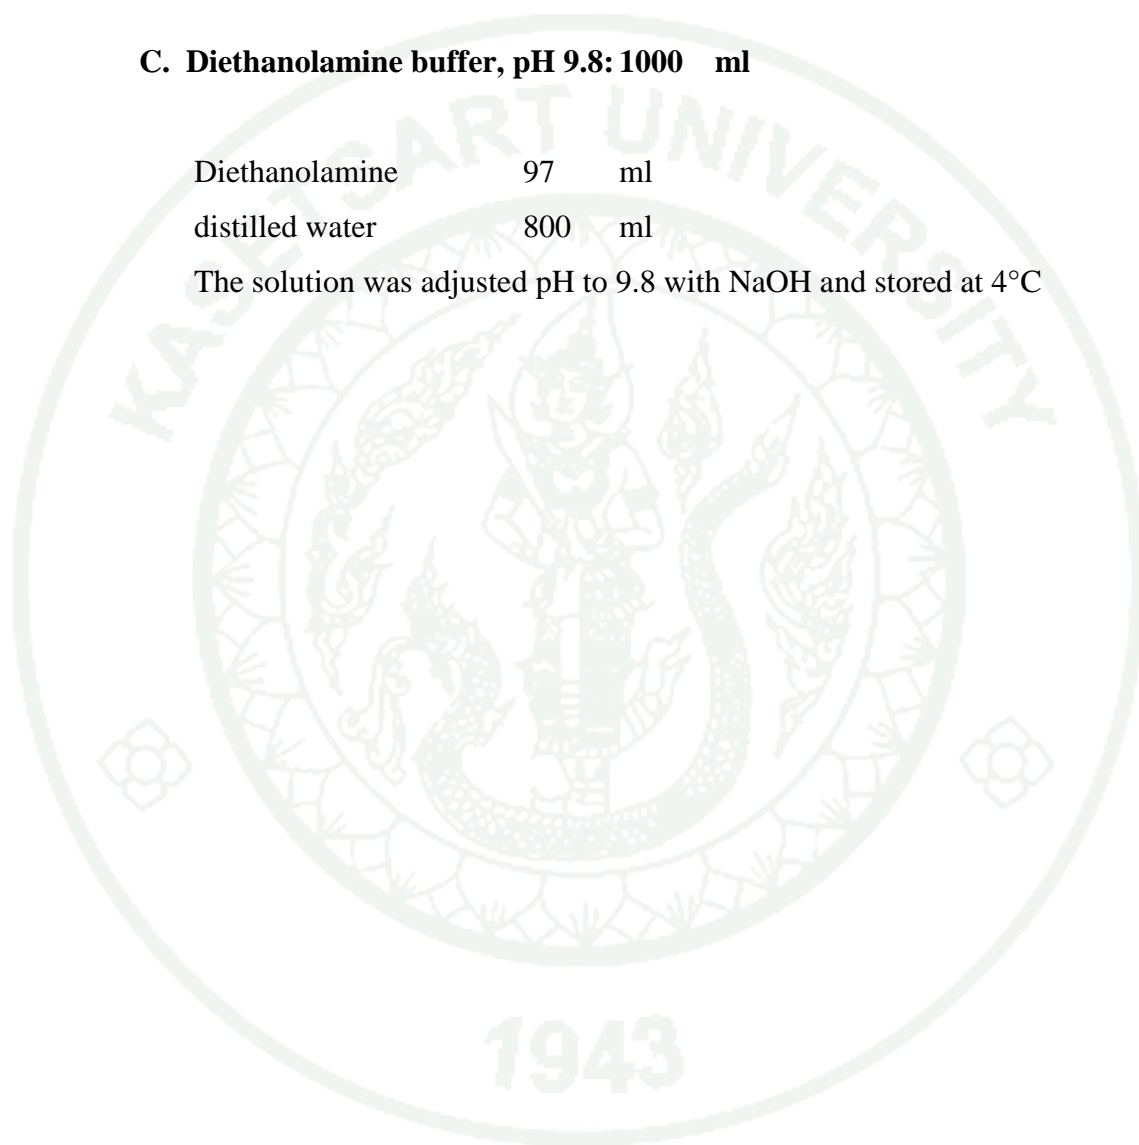 C. Diethanolamine buffer, pH 9.8: 1000 ml
Diethanolamine 97 ml
distilled water 800 ml
The solution was adjusted pH to 9.8 with NaOH and stored at 4°C
KASETSART UNIVERSITY
1943